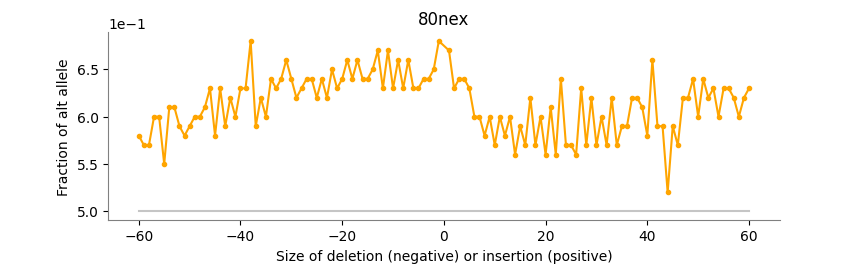 80nex
1e−1
Fraction of alt allele
6.5
6.0
5.5
5.0
−60 −40 −20 0 20 40 60
Size of deletion (negative) or insertion (positive)